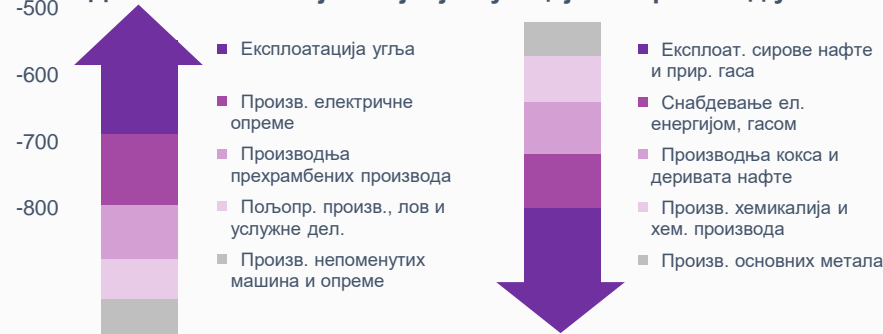 -500
-600
-700
-800
Експлоатација угља
Произв. електричне
опреме
Производња
прехрамбених производа
Пољопр. произв., лов и
услужне дел.
Произв. непоменутих
машина и опреме
Експлоат. сирове нафте
и прир. гаса
Снабдевање ел.
енергијом, гасом
Производња кокса и
деривата нафте
Произв. хемикалија и
хем. производа
Произв. основних метала